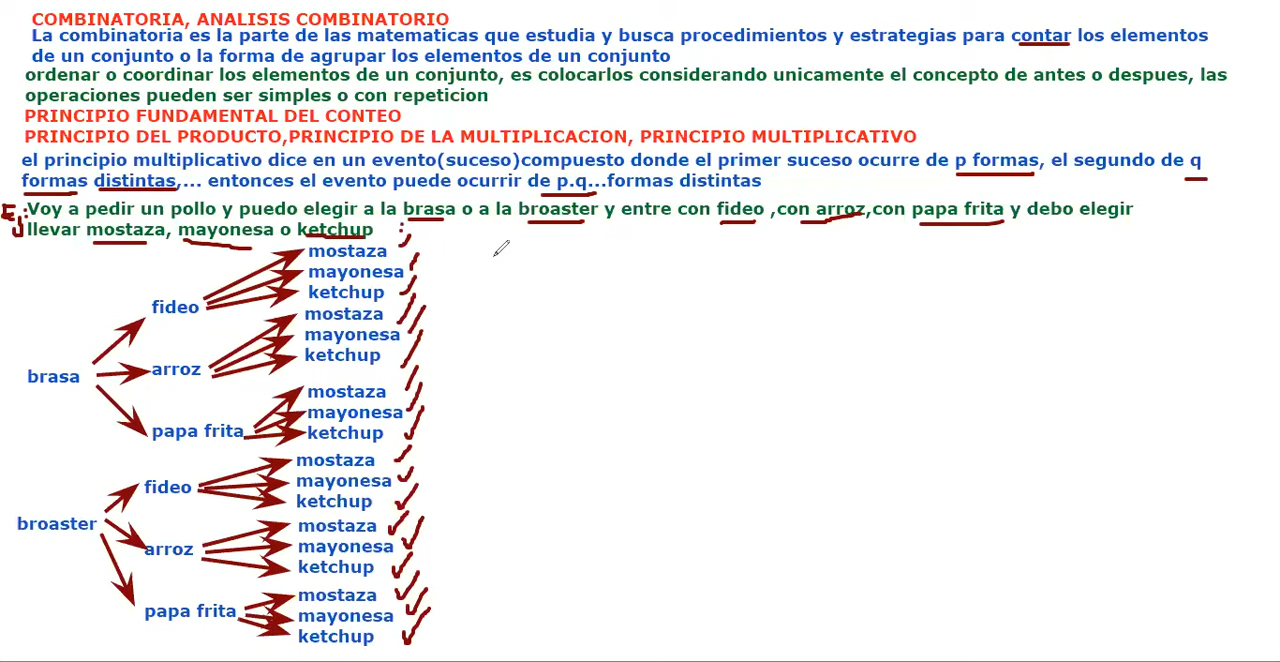 COMBINATORIA, ANALISIS COMBINATORIO
La combinatoria es la parte de las matematicas que estudia y busca procedimientos y estrategias para contar los elementos
de un conjunto o la forma de agrupar los elementos de un conjunto
ordenar o coordinar los elementos de un conjunto, es colocarlos considerando unicamente el concepto de antes o despues, las
operaciones pueden ser simples o con repeticion
PRINCIPIO FUNDAMENTAL DEL CONTEO
PRINCIPIO DEL PRODUCTO,PRINCIPIO DE LA MULTIPLICACION, PRINCIPIO MULTIPLICATIVO
el principio multiplicativo dice en un evento(suceso)compuesto donde el primer suceso ocurre de p formas, el segundo de q
formas distintas,... entonces el evento puede ocurrir de p.q...formas distintas
Ej: Voy a pedir un pollo y puedo elegir a la brasa o a la broaster y entre con fideo ,con arroz,con papa frita y debo elegir
llevar mostaza, mayonesa o ketchup :
mostaza
mayonesa
ketchup
fideo
mostaza
mayonesa
ketchup
arroz
brasa
mostaza
mayonesa
papa frita
ketchup
mostaza
mayonesa
fideo
ketchup
broaster
mostaza
mayonesa
arroz
ketchup
mostaza
papa frita
mayonesa
ketchup